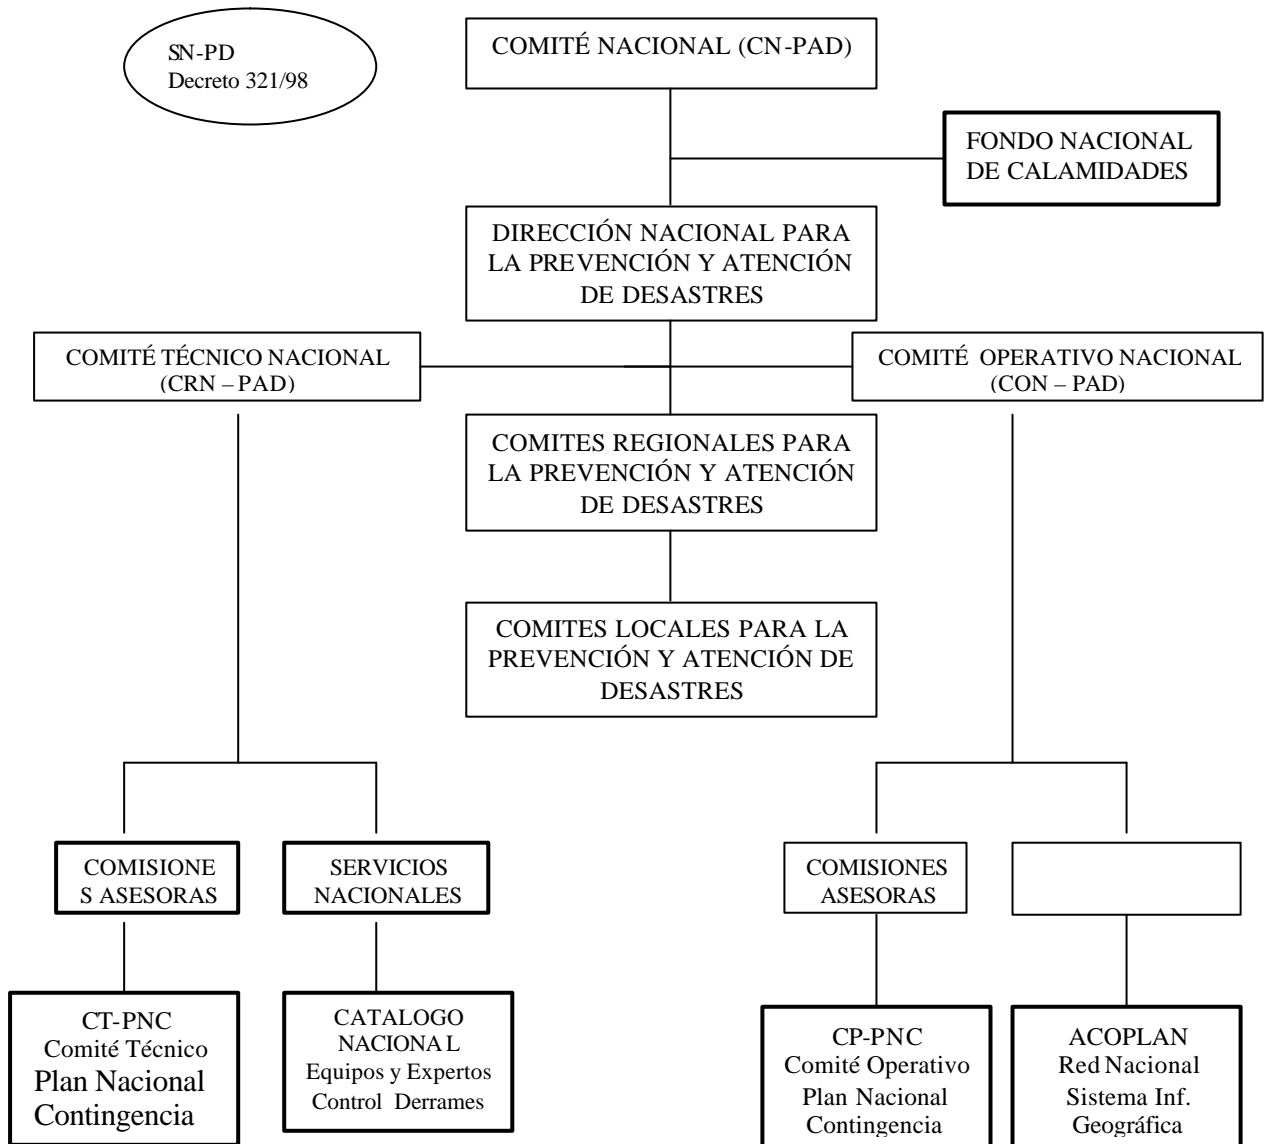 SN-PD
Decreto 321/98
COMITÉ NACIONAL (CN-PAD)
FONDO NACIONAL
DE CALAMIDADES
DIRECCIÓN NACIONAL PARA
LA PREVENCIÓN Y ATENCIÓN
DE DESASTRES
COMITÉ TÉCNICO NACIONAL
(CRN – PAD)
COMITÉ OPERATIVO NACIONAL
(CON – PAD)
COMITES REGIONALES PARA
LA PREVENCIÓN Y ATENCIÓN
DE DESASTRES
COMITES LOCALES PARA LA
PREVENCIÓN Y ATENCIÓN DE
DESASTRES
COMISIONE
S ASESORAS
SERVICIOS
NACIONALES
COMISIONES
ASESORAS
CT-PNC
Comité Técnico
Plan Nacional
Contingencia
CATALOGO
NACIONAL
Equipos y Expertos
Control Derrames
CP-PNC
Comité Operativo
Plan Nacional
Contingencia
ACOPLAN
Red Nacional
Sistema Inf.
Geográfica